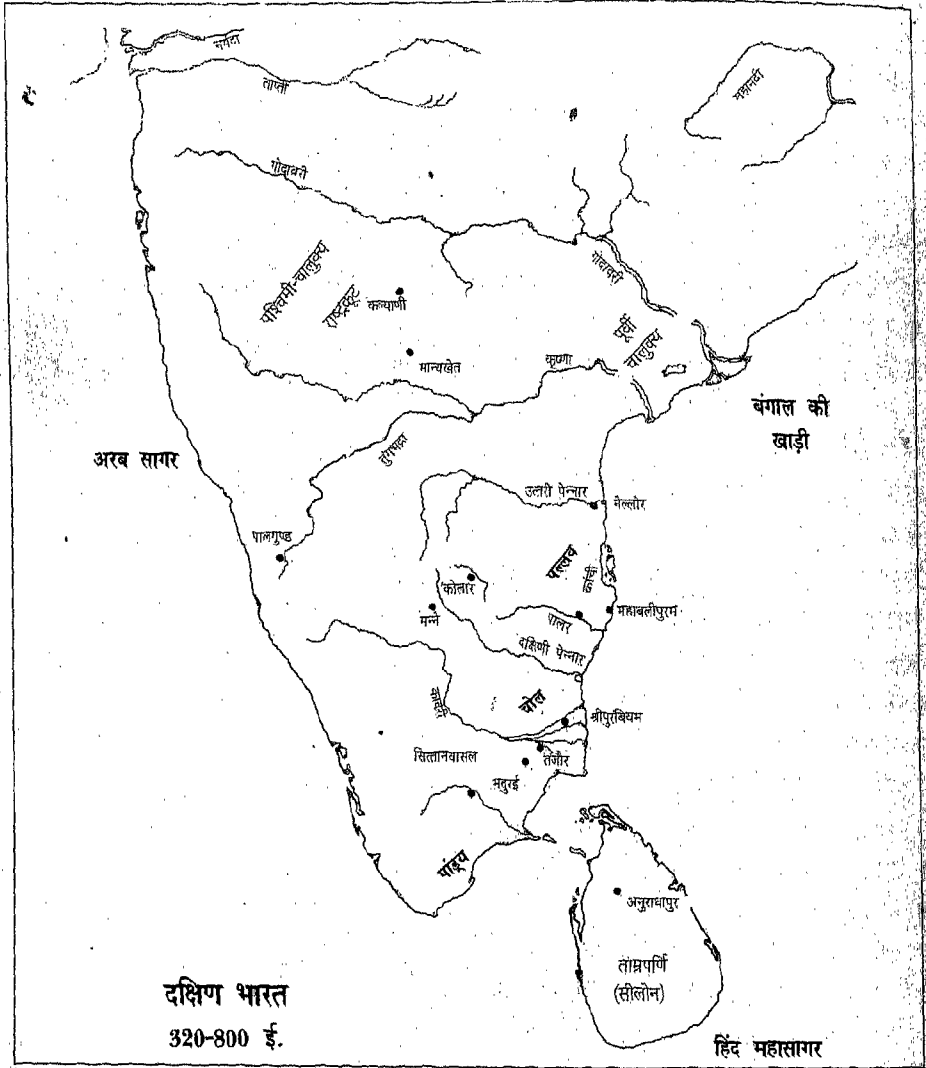 नर्मदा
ताप्ती
महानदी
गोदावरी
गोदावरी
पश्चिमी-चालुक्य
राष्ट्रकूट
कल्याणी
पूर्वी
चालुक्य
मान्यखेत
कृष्णा
बंगाल की
खाड़ी
अरब सागर
तुंगभद्रा
उत्तरी पेन्नार
नेल्लोर
पालगुण्ड
पल्लव
कांची
कोलार
मन्ने
महाबलीपुरम
पालर
दक्षिणी पेन्नार
कावेरी
चोल
श्रीपुरबियम
सित्तानवासल
तंजौर
मदुरई
पांड्य
अनुराधापुर
ताम्रपर्णि
(सीलोन)
दक्षिण भारत
320-800 ई.
हिंद महासागर